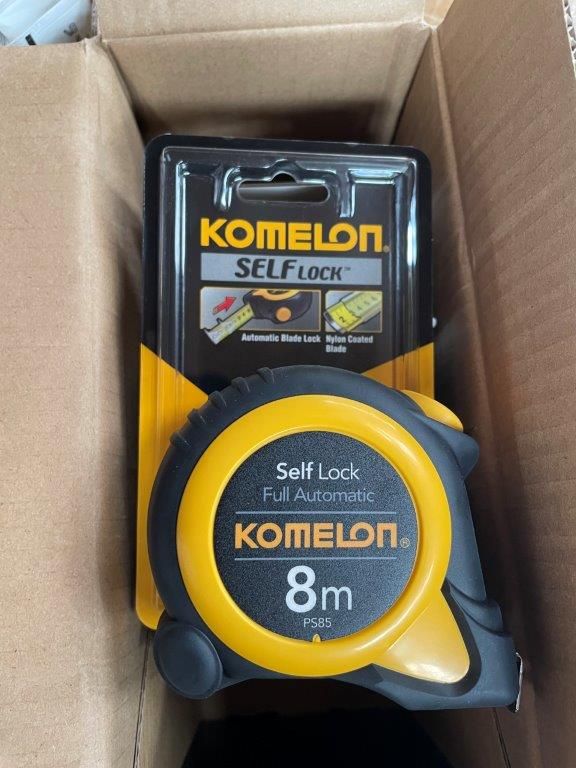 KOMELON
SELF LOCK™
Automatic Blade Lock
Nylon Coated
Blade
Self Lock
Full Automatic
KOMELON®
8m
PS85